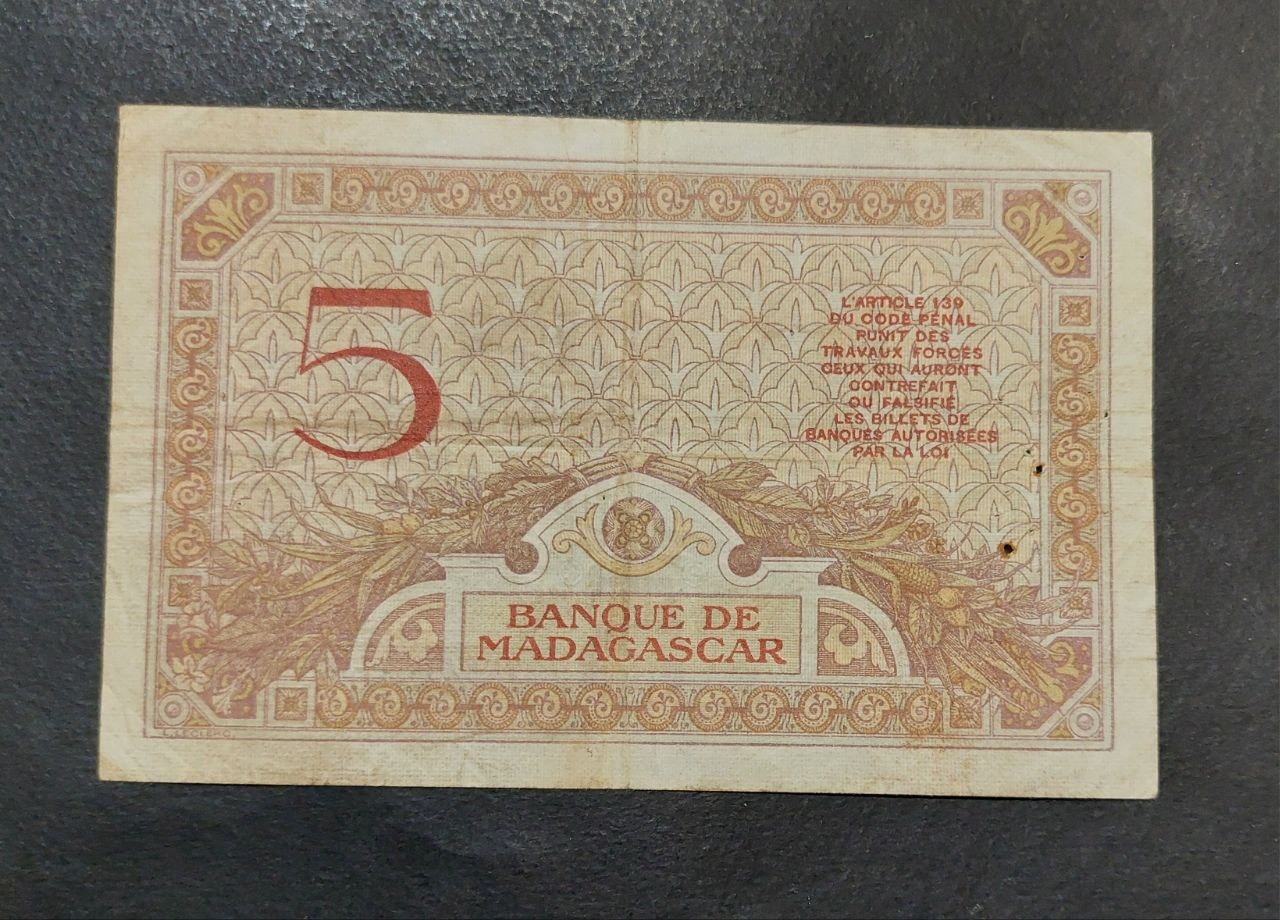 5
L'ARTICLE 139
DU CODE PÉNAL
PUNIT DES
TRAVAUX FORCÉS
CEUX QUI AURONT
CONTREFAIT
OU FALSIFIÉ
LES BILLETS DE
BANQUES AUTORISÉES
PAR LA LOI
BANQUE DE
MADAGASCAR
L. LECLERC.